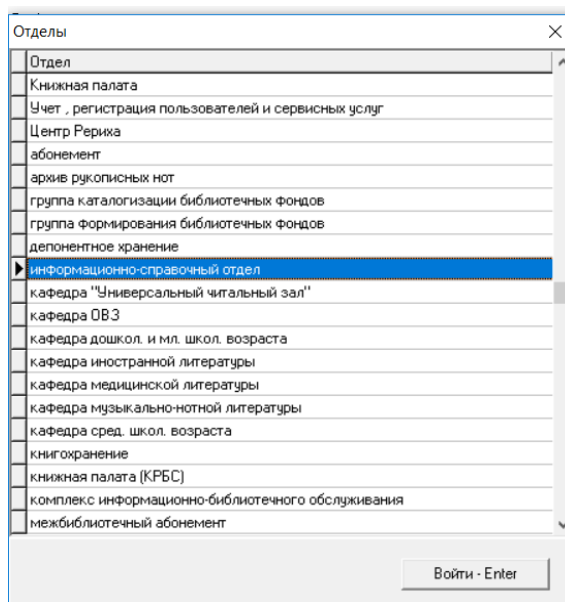 Отделы
Отдел
Книжная палата
Учет , регистрация пользователей и сервисных услуг
Центр Рериха
абонемент
архив рукописных нот
группа каталогизации библиотечных фондов
группа формирования библиотечных фондов
депонентное хранение
информационно-справочный отдел
кафедра "Универсальный читальный зал"
кафедра ОВЗ
кафедра дошкол. и мл. школ. возраста
кафедра иностранной литературы
кафедра медицинской литературы
кафедра музыкально-нотной литературы
кафедра сред. школ. возраста
книгохранение
книжная палата (КРБС)
комплекс информационно-библиотечного обслуживания
межбиблиотечный абонемент
Войти - Enter